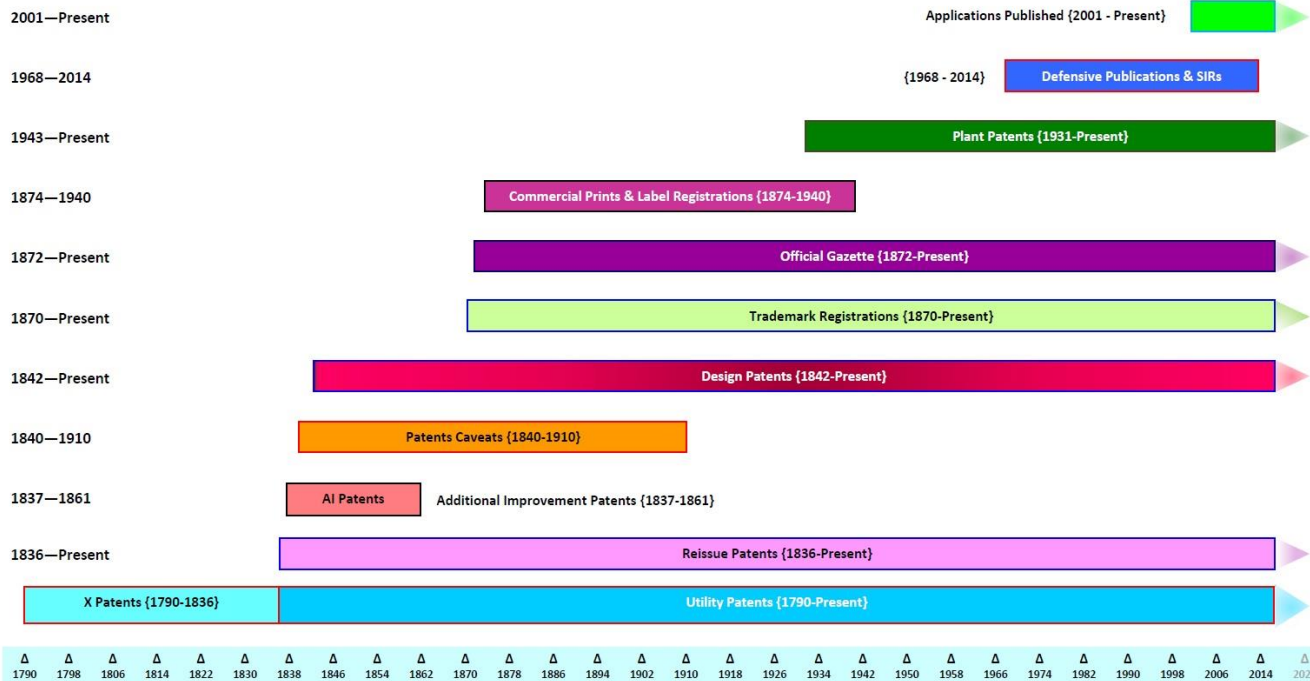 2001—Present
Applications Published {2001 - Present}
1968—2014
{1968 - 2014}
Defensive Publications & SIRs
1943—Present
Plant Patents {1931-Present}
1874—1940
Commercial Prints & Label Registrations {1874-1940}
1872—Present
Official Gazette {1872-Present}
1870—Present
Trademark Registrations {1870-Present}
1842—Present
Design Patents {1842-Present}
1840—1910
Patents Caveats {1840-1910}
1837—1861
AI Patents
Additional Improvement Patents {1837-1861}
1836—Present
Reissue Patents {1836-Present}
X Patents {1790-1836}
Utility Patents {1790-Present}
Δ Δ Δ Δ Δ Δ Δ Δ Δ Δ Δ Δ Δ Δ Δ Δ Δ Δ Δ Δ Δ Δ Δ Δ Δ Δ Δ Δ Δ Δ
1790 1798 1806 1814 1822 1830 1838 1846 1854 1862 1870 1878 1886 1894 1902 1910 1918 1926 1934 1942 1950 1958 1966 1974 1982 1990 1998 2006 2014